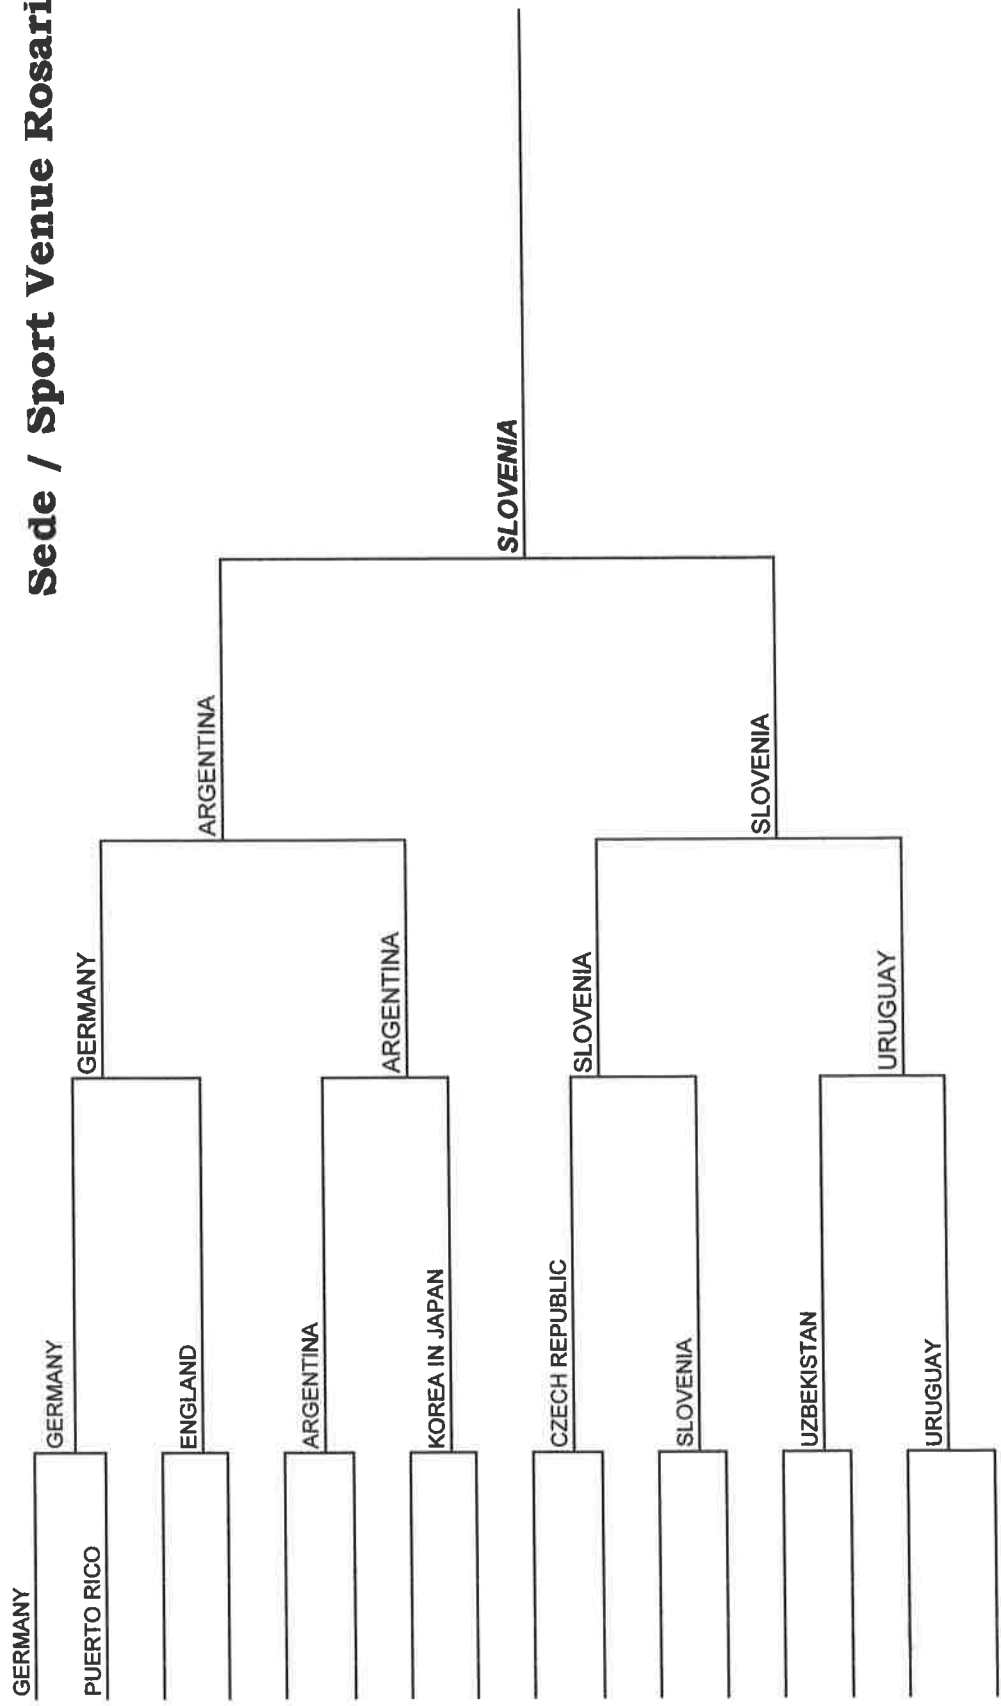 Sede / Sport Venue Rosari
GERMANY
PUERTO RICO
GERMANY
ENGLAND
ARGENTINA
KOREA IN JAPAN
CZECH REPUBLIC
SLOVENIA
UZBEKISTAN
URUGUAY
GERMANY
ARGENTINA
SLOVENIA
URUGUAY
ARGENTINA
SLOVENIA
SLOVENIA